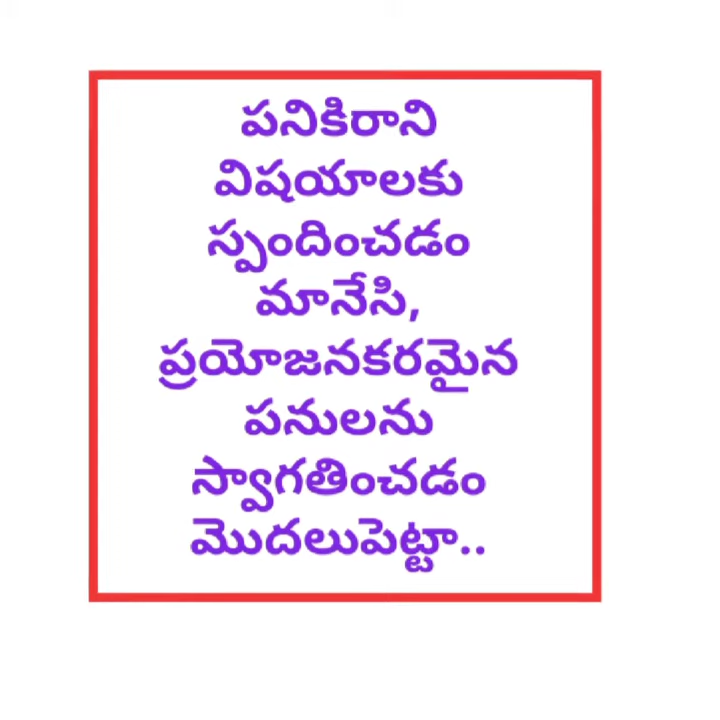 పనికిరాని
విషయాలకు
స్పందించడం
మానేసి,
ప్రయోజనకరమైన
పనులను
స్వాగతించడం
మొదలుపెట్టా..